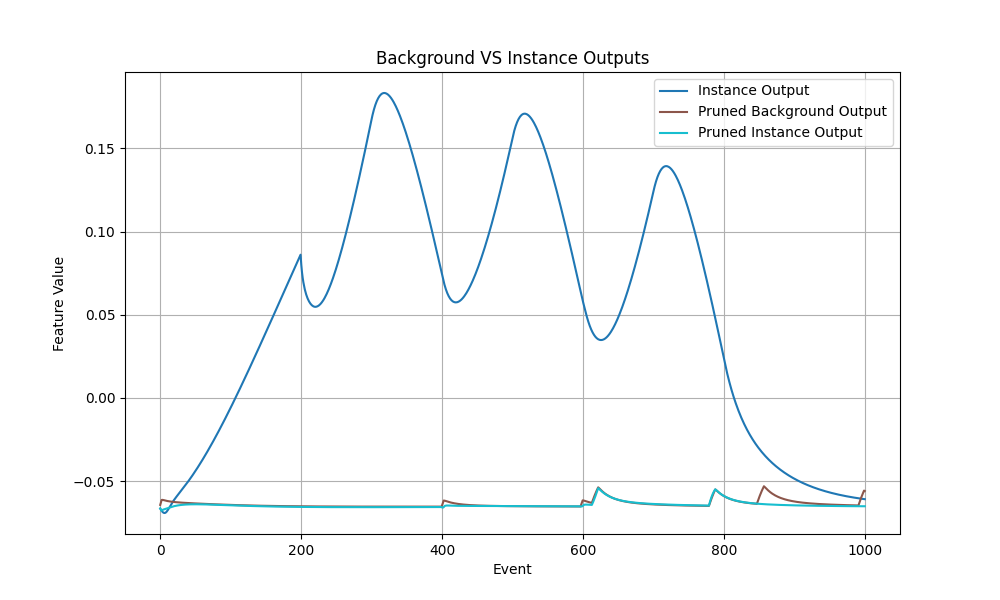 Background VS Instance Outputs
Instance Output
Pruned Background Output
Pruned Instance Output
Feature Value
0.15
0.10
0.05
0.00
−0.05
0 200 400 600 800 1000
Event